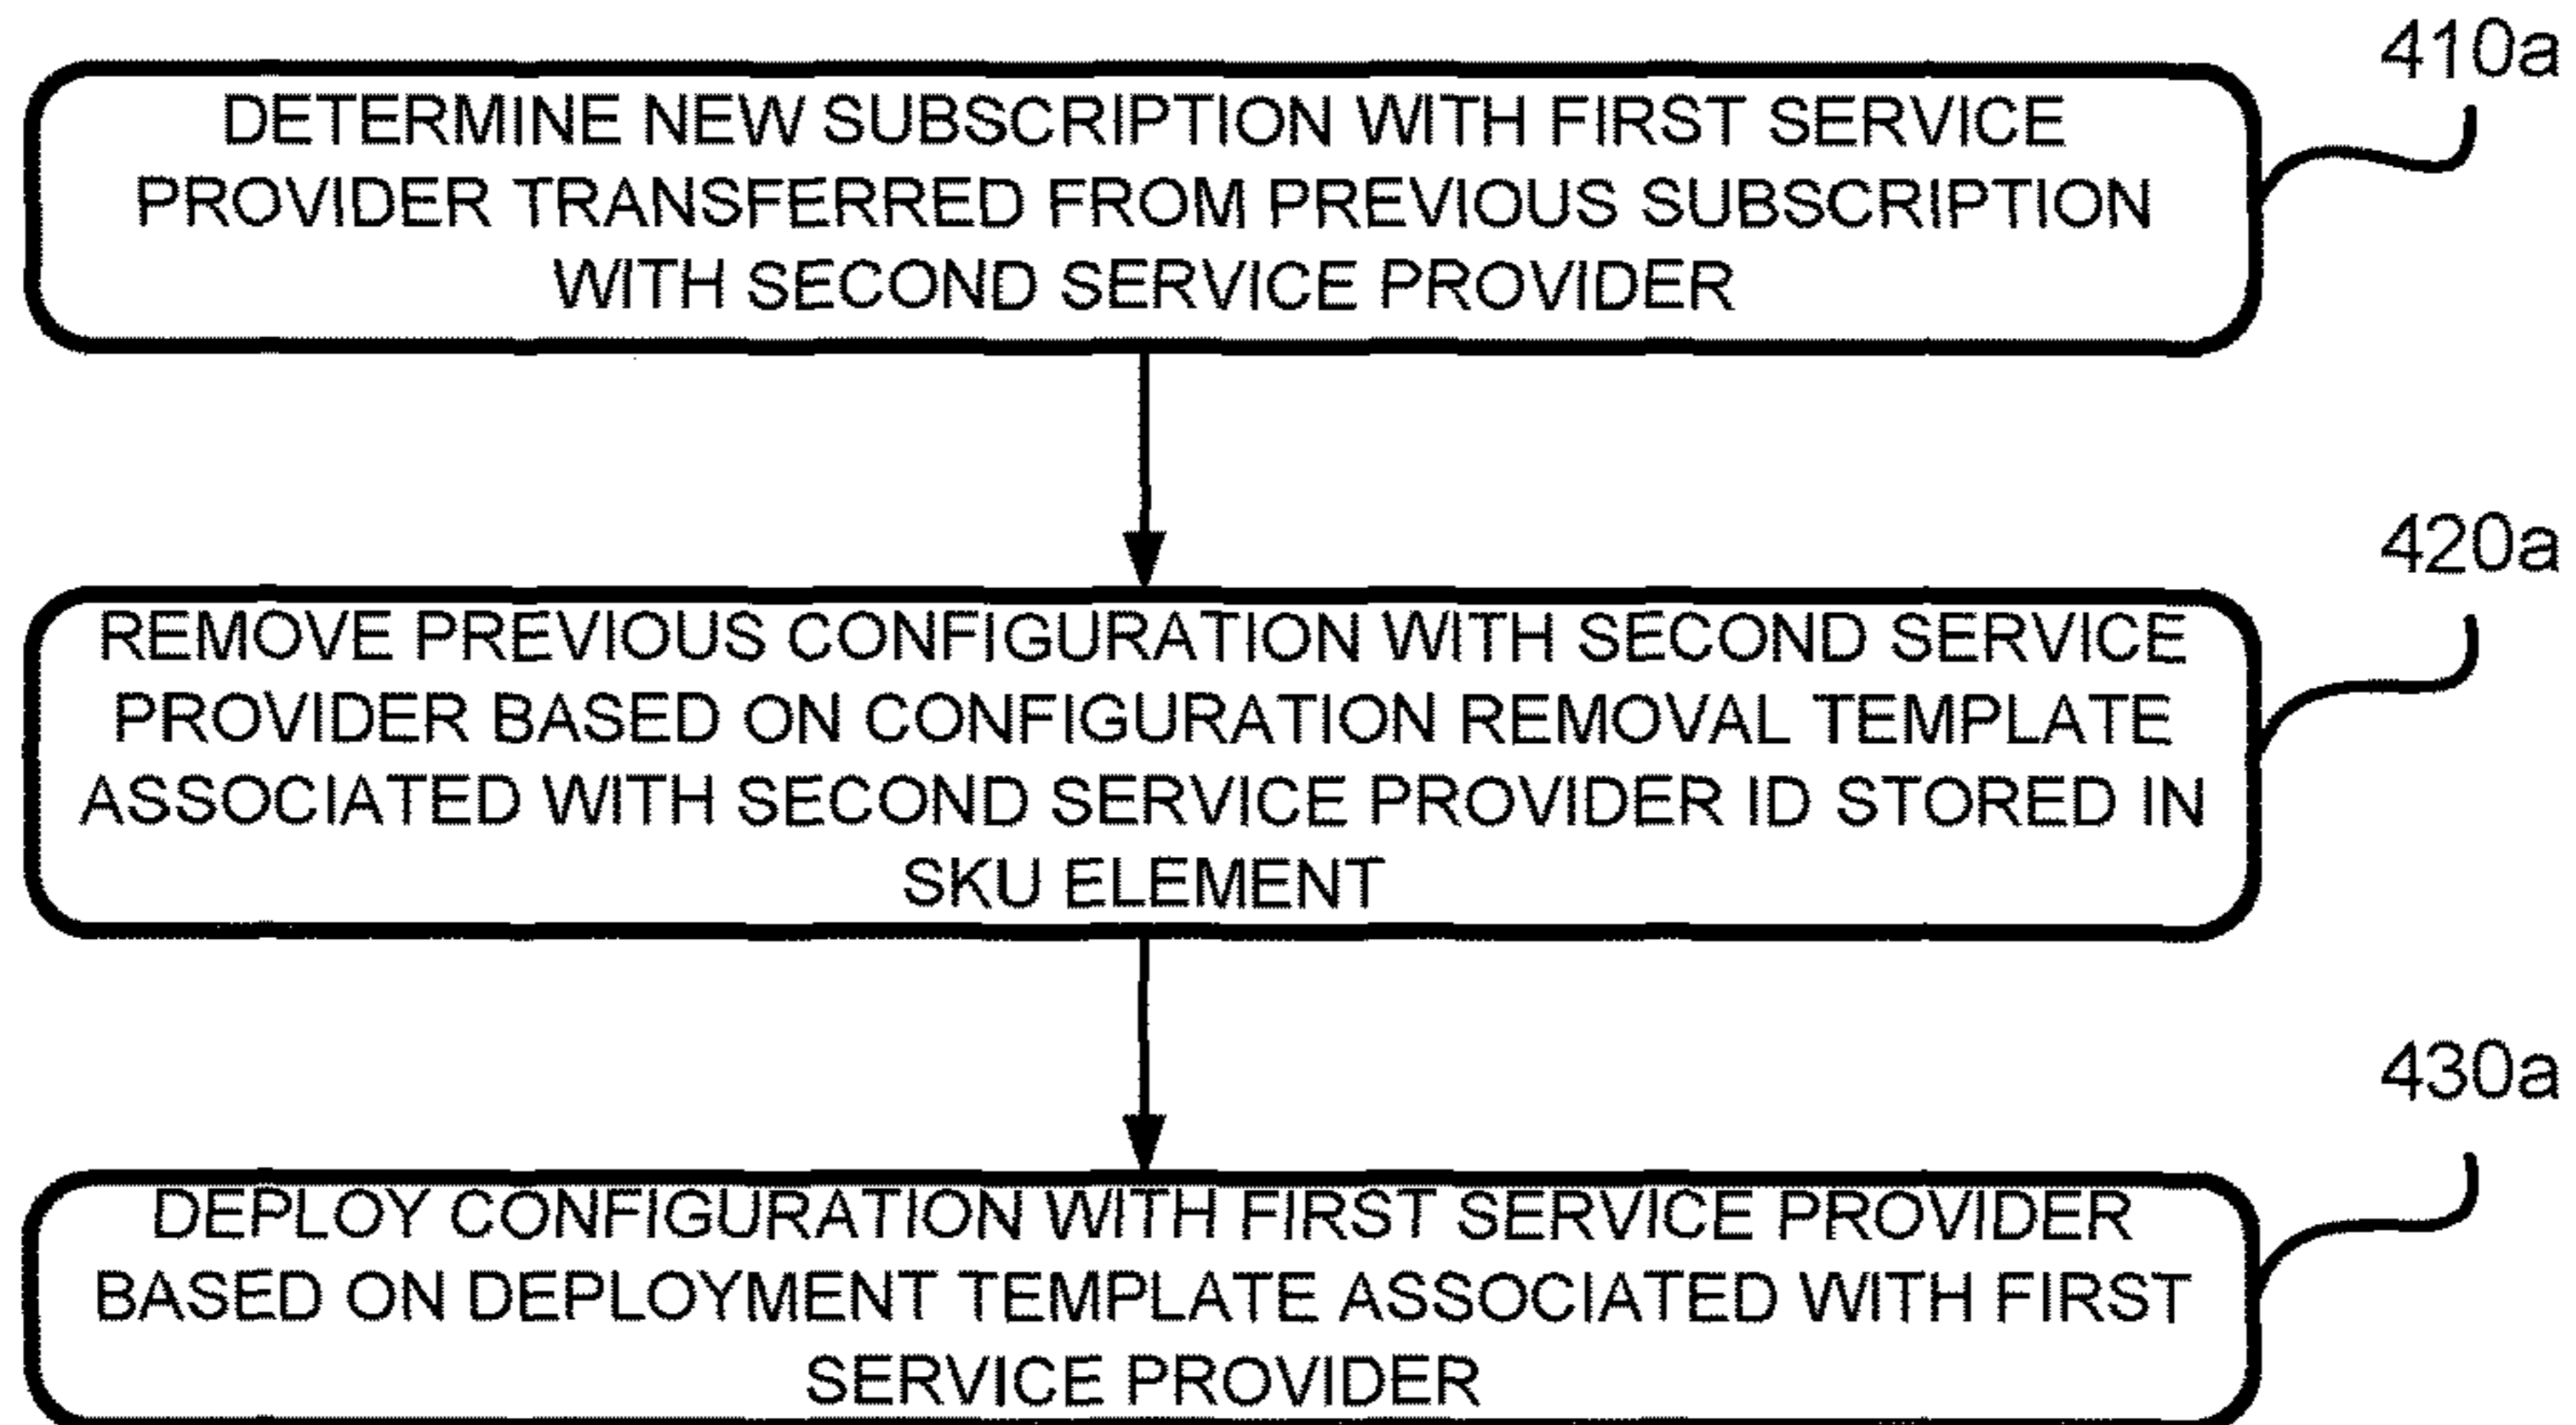 410a
DETERMINE NEW SUBSCRIPTION WITH FIRST SERVICE
PROVIDER TRANSFERRED FROM PREVIOUS SUBSCRIPTION
WITH SECOND SERVICE PROVIDER
420a
REMOVE PREVIOUS CONFIGURATION WITH SECOND SERVICE
PROVIDER BASED ON CONFIGURATION REMOVAL TEMPLATE
ASSOCIATED WITH SECOND SERVICE PROVIDER ID STORED IN
SKU ELEMENT
430a
DEPLOY CONFIGURATION WITH FIRST SERVICE PROVIDER
BASED ON DEPLOYMENT TEMPLATE ASSOCIATED WITH FIRST
SERVICE PROVIDER